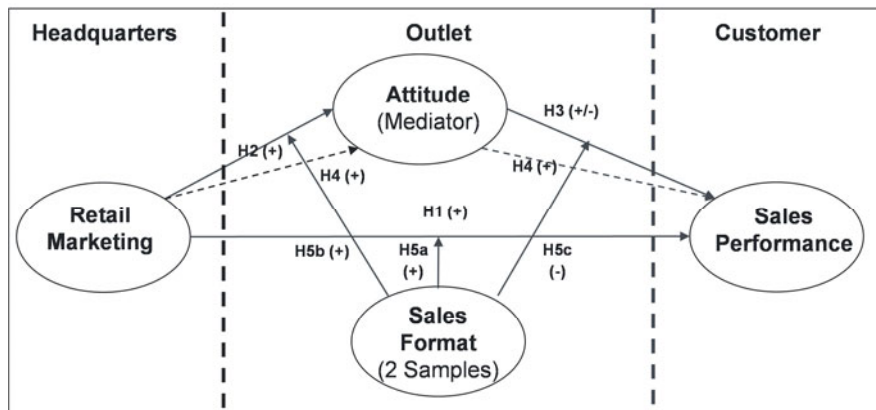 Headquarters
Outlet
Customer
Attitude
(Mediator)
H3 (+/-)
H2 (+)
H4 (+)
H4 (+)
Retail
Marketing
H1 (+)
Sales
Performance
H5b (+)
H5a
(+)
H5c
(-)
Sales
Format
(2 Samples)